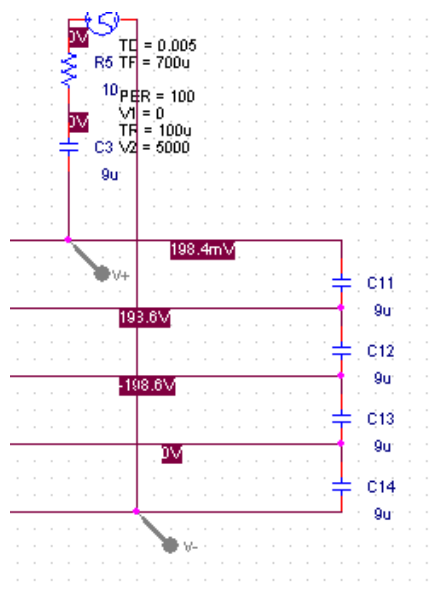 0V
TD = 0.005
R5 TF = 700u
10 PER = 100
0V V1 = 0
TR = 100u
C3 V2 = 5000
9u
198.4mV
V+
C11
9u
193.6V
C12
9u
-198.6V
C13
9u
0V
C14
9u
V-